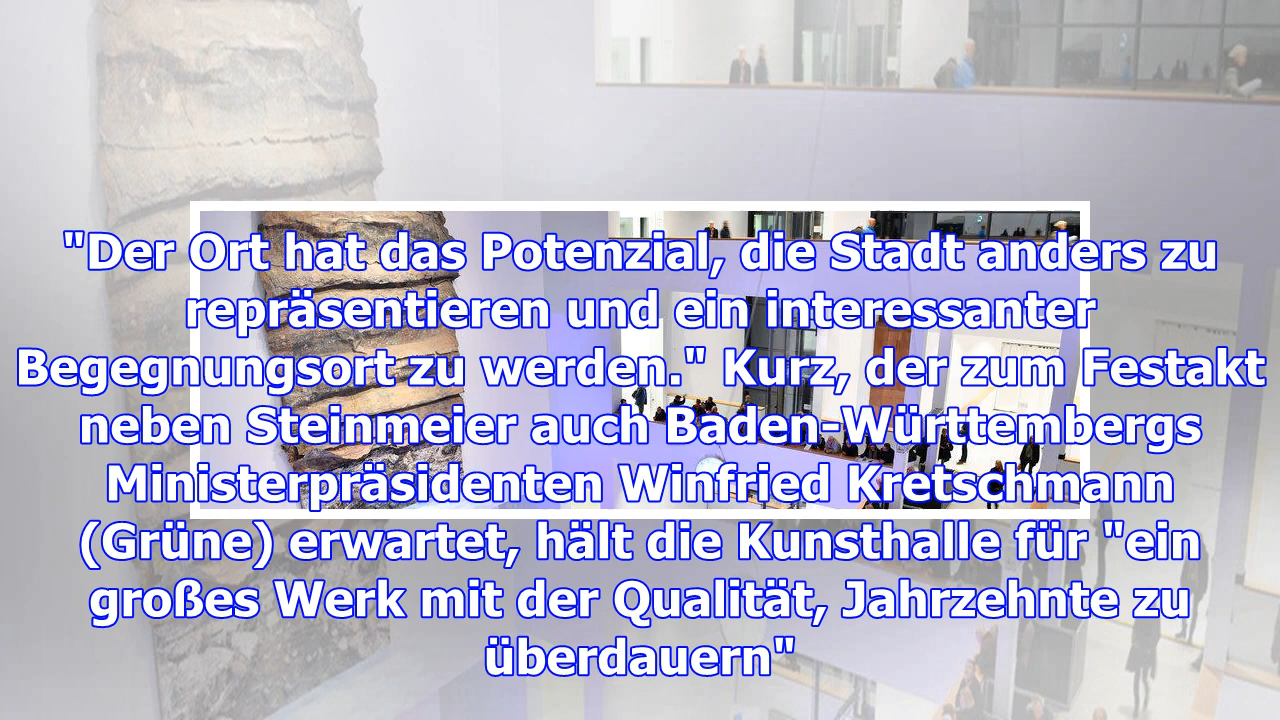 "Der Ort hat das Potenzial, die Stadt anders zu
repräsentieren und ein interessanter
Begegnungsort zu werden." Kurz, der zum Festakt
neben Steinmeier auch Baden-Württembergs
Ministerpräsidenten Winfried Kretschmann
(Grüne) erwartet, hält die Kunsthalle für "ein
großes Werk mit der Qualität, Jahrzehnte zu
überdauern"